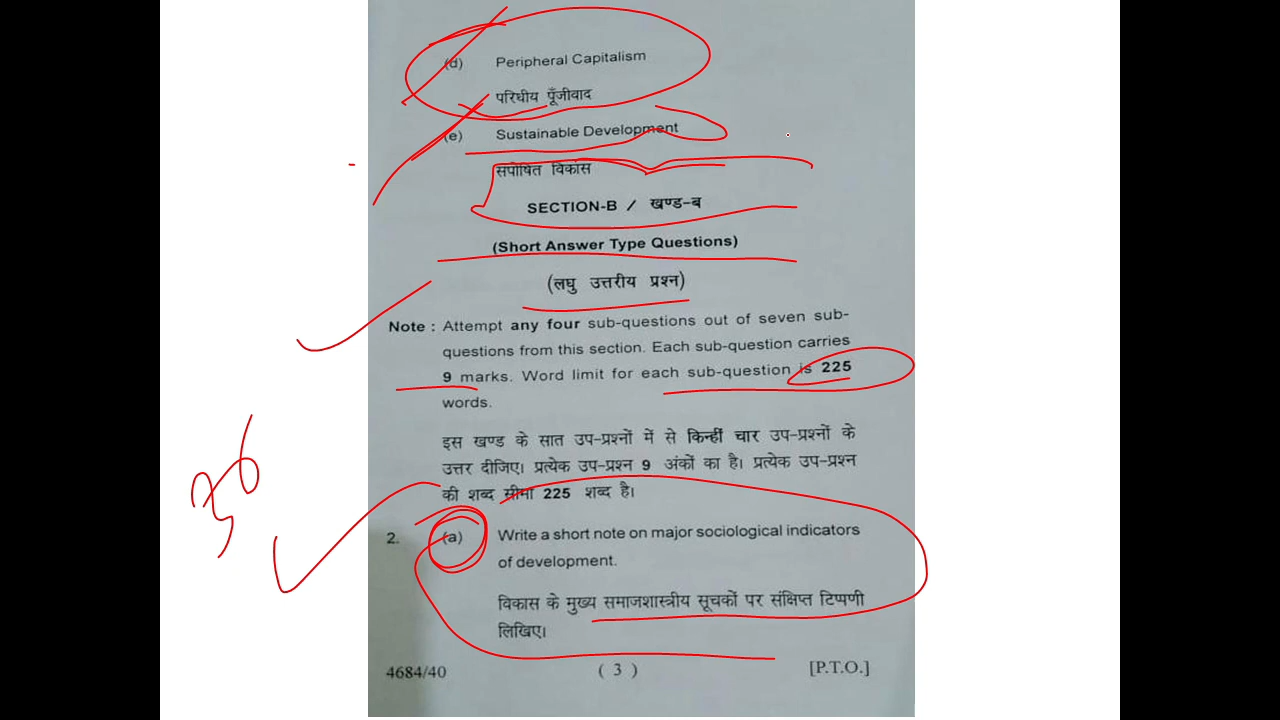 (d) Peripheral Capitalism
परिधीय पूँजीवाद
(e) Sustainable Development
संपोषित विकास
SECTION-B / खण्ड-ब
(Short Answer Type Questions)
(लघु उत्तरीय प्रश्न)
Note : Attempt any four sub-questions out of seven sub-
questions from this section. Each sub-question carries
9 marks. Word limit for each sub-question is 225
words.
इस खण्ड के सात उप-प्रश्नों में से किन्हीं चार उप-प्रश्नों के
उत्तर दीजिए। प्रत्येक उप-प्रश्न 9 अंकों का है। प्रत्येक उप-प्रश्न
की शब्द सीमा 225 शब्द है।
36
2. (a) Write a short note on major sociological indicators
of development.
विकास के मुख्य समाजशास्त्रीय सूचकों पर संक्षिप्त टिप्पणी
लिखिए।
4684/40 ( 3 ) [P.T.O.]